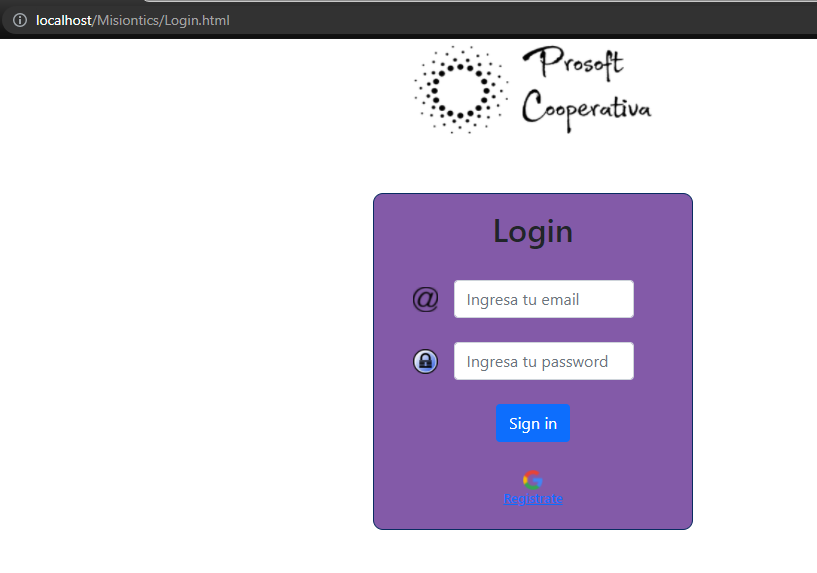 localhost/Misiontics/Login.html
Prosoft
Cooperativa
Login
@
Ingresa tu email
Ingresa tu password
Sign in
G
Registrate